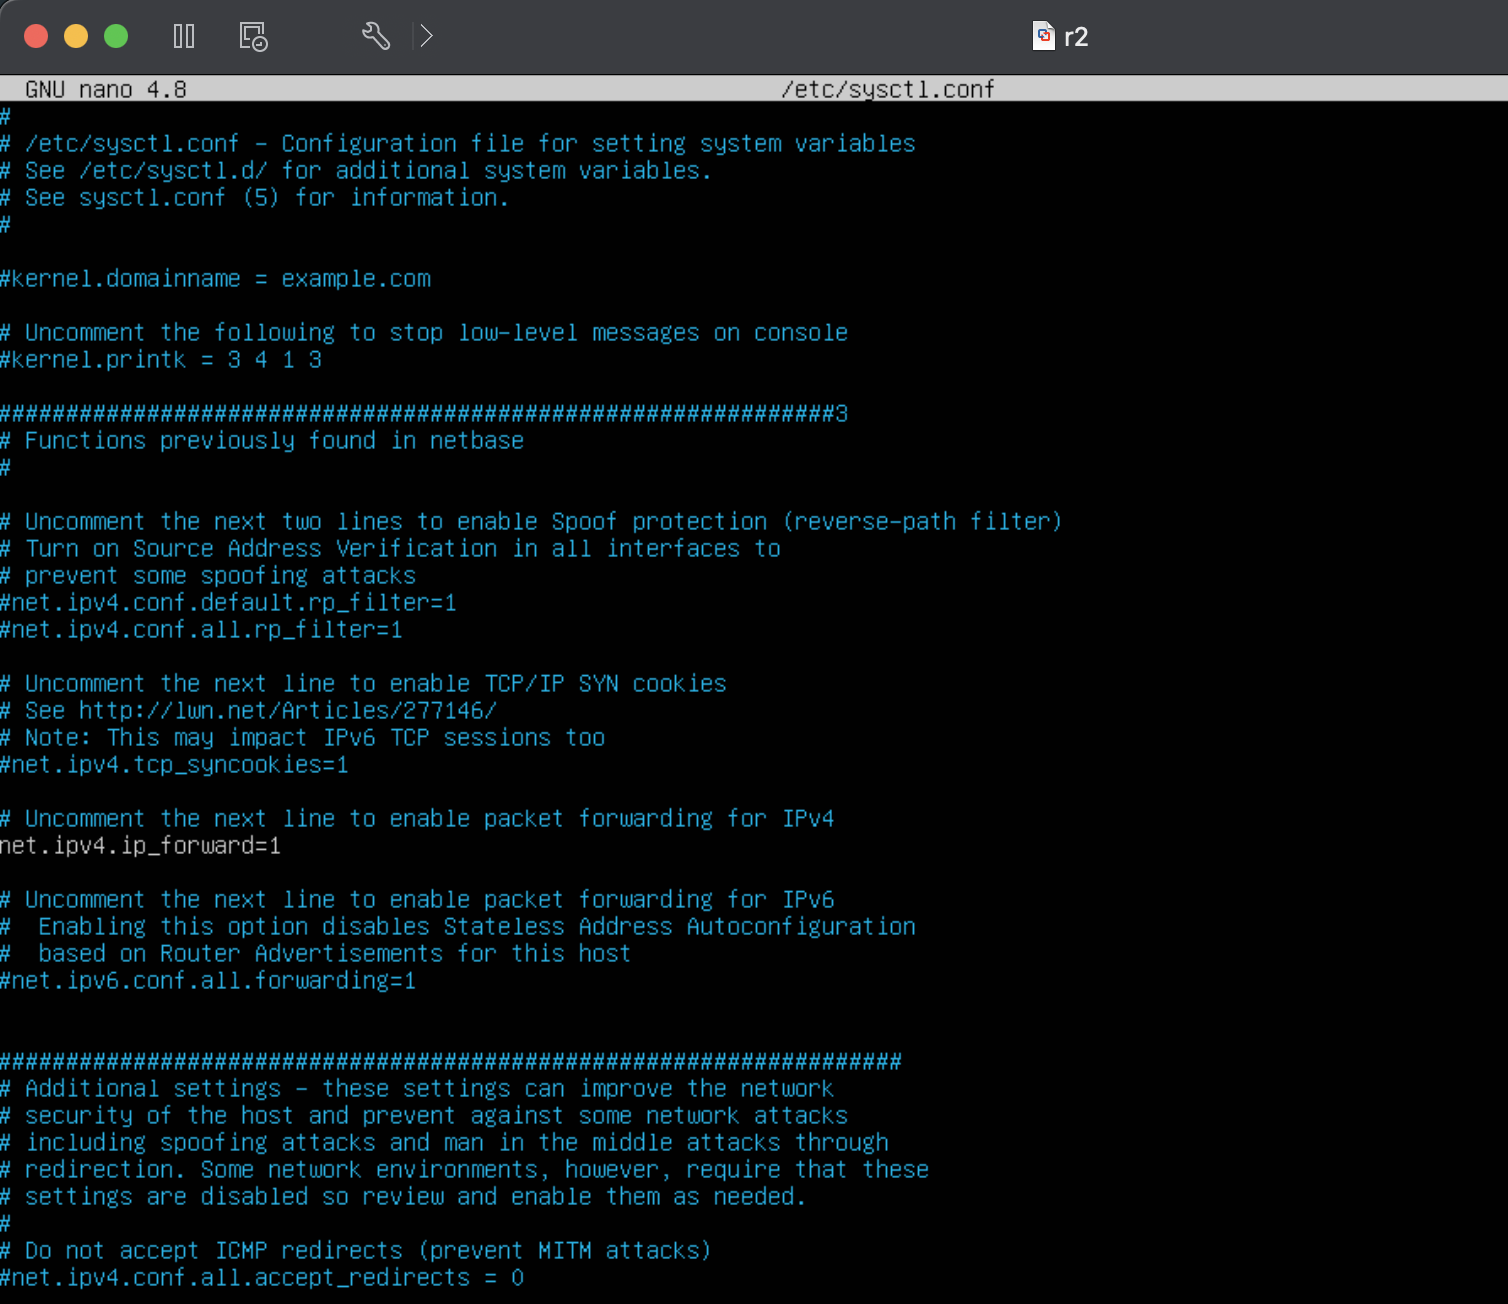 r2
GNU nano 4.8 /etc/sysctl.conf
#
# /etc/sysctl.conf - Configuration file for setting system variables
# See /etc/sysctl.d/ for additional system variables.
# See sysctl.conf (5) for information.
#
#kernel.domainname = example.com
# Uncomment the following to stop low-level messages on console
#kernel.printk = 3 4 1 3
##############################################################3
# Functions previously found in netbase
#
# Uncomment the next two lines to enable Spoof protection (reverse-path filter)
# Turn on Source Address Verification in all interfaces to
# prevent some spoofing attacks
#net.ipv4.conf.default.rp_filter=1
#net.ipv4.conf.all.rp_filter=1
# Uncomment the next line to enable TCP/IP SYN cookies
# See http://lwn.net/Articles/277146/
# Note: This may impact IPv6 TCP sessions too
#net.ipv4.tcp_syncookies=1
# Uncomment the next line to enable packet forwarding for IPv4
net.ipv4.ip_forward=1
# Uncomment the next line to enable packet forwarding for IPv6
#  Enabling this option disables Stateless Address Autoconfiguration
#  based on Router Advertisements for this host
#net.ipv6.conf.all.forwarding=1
###################################################################
# Additional settings - these settings can improve the network
# security of the host and prevent against some network attacks
# including spoofing attacks and man in the middle attacks through
# redirection. Some network environments, however, require that these
# settings are disabled so review and enable them as needed.
#
# Do not accept ICMP redirects (prevent MITM attacks)
#net.ipv4.conf.all.accept_redirects = 0